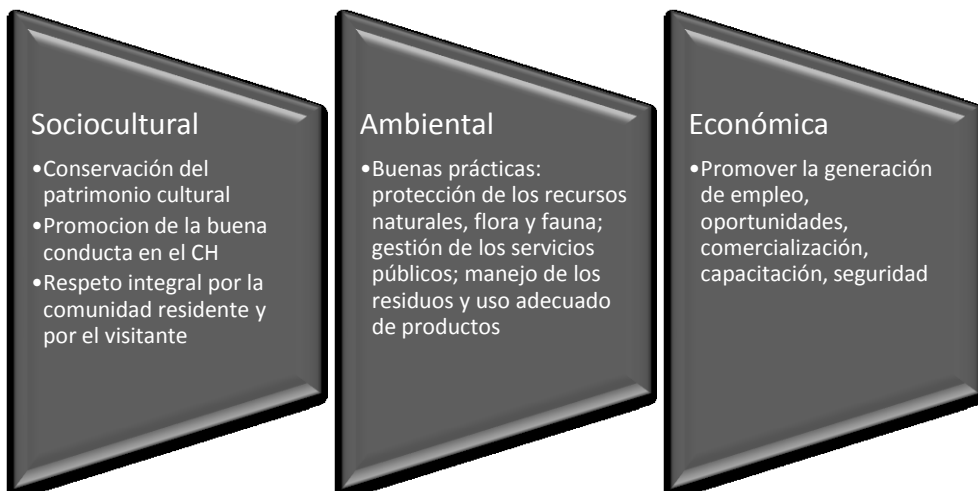 Sociocultural
•Conservación del
patrimonio cultural
•Promocion de la buena
conducta en el CH
•Respeto integral por la
comunidad residente y
por el visitante
Ambiental
•Buenas prácticas:
protección de los recursos
naturales, flora y fauna;
gestión de los servicios
públicos; manejo de los
residuos y uso adecuado
de productos
Económica
•Promover la generación
de empleo,
oportunidades,
comercialización,
capacitación, seguridad